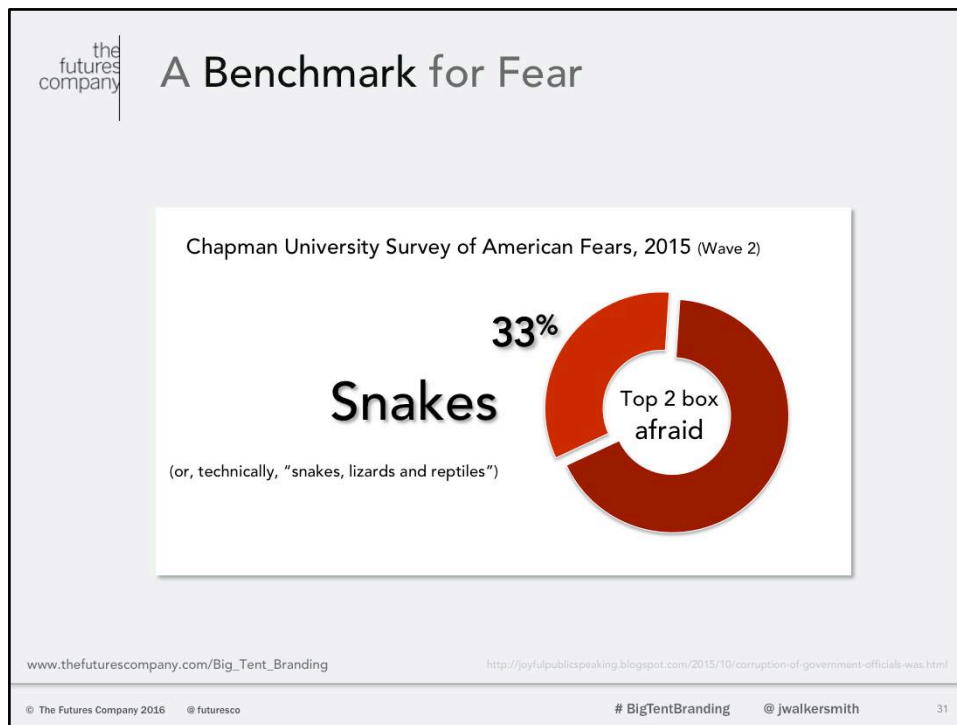 the
futures
company
A Benchmark for Fear
Chapman University Survey of American Fears, 2015 (Wave 2)
33%
Snakes
Top 2 box
afraid
(or, technically, “snakes, lizards and reptiles”)
www.thefuturescompany.com/Big_Tent_Branding
http://joyfulpublicspeaking.blogspot.com/2015/10/corruption-of-government-officials-was.html
© The Futures Company 2016 @ futuresco # BigTentBranding @ jwalkersmith 31